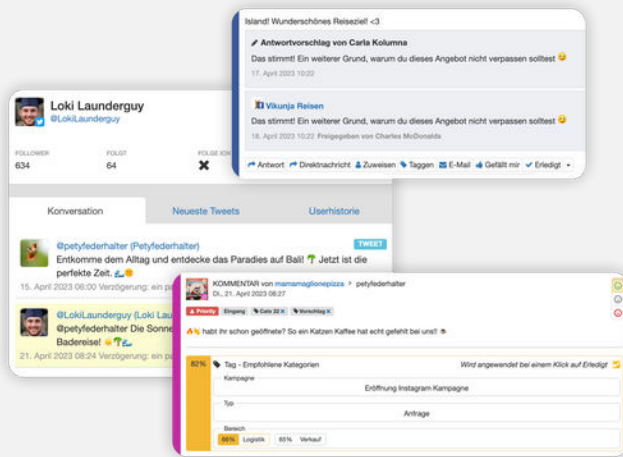 Island! Wunderschönes Reiseziel! <3
Antwortvorschlag von Carla Kolumna
Das stimmt! Ein weiterer Grund, warum du dieses Angebot nicht verpassen solltest 😉
17. April 2023 10:22
Vikunja Reisen
Das stimmt! Ein weiterer Grund, warum du dieses Angebot nicht verpassen solltest 😉
18. April 2023 10:22 Freigegeben von Charles McDonalds
Antwort Direktnachricht Zuweisen Taggen E-Mail Gefällt mir Erledigt
Loki Launderguy
@LokiLaunderguy
FOLLOWER FOLGT FOLGE ICH
634 64
Konversation Neueste Tweets Userhistorie
@petyfederhalter (Petyfederhalter) TWEET
Entkomme dem Alltag und entdecke das Paradies auf Bali! 🌴 Jetzt ist die
perfekte Zeit.
15. April 2023 06:00 Verzögerung: ein
@LokiLaunderguy (Loki
@petyfederhalter Die Sonne
Badereise!
21. April 2023 08:24 Verzögerung: ein
KOMMENTAR von mamamaglionepizza > petyfederhalter
Di., 21. April 2023 08:27
Priority Eingang Cats 22 x Vorschlag x
habt ihr schon geöffnete? So ein Katzen Kaffee hat echt gefehlt bei uns!!
82% Tag - Empfohlene Kategorien Wird angewendet bei einem Klick auf Erledigt
Kampagne
Eröffnung Instagram Kampagne
Typ
Anfrage
Bereich
66% Logistik 65% Verkauf